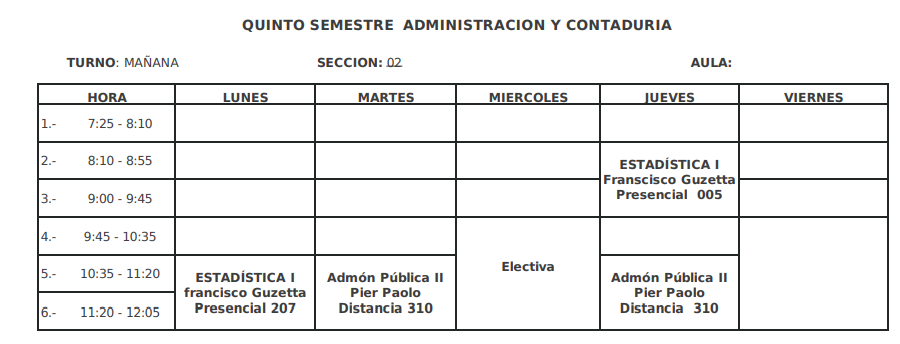 QUINTO SEMESTRE ADMINISTRACION Y CONTADURIA
TURNO: MAÑANA SECCION: 02 AULA:
HORA LUNES MARTES MIERCOLES JUEVES VIERNES
1.- 7:25 - 8:10
2.- 8:10 - 8:55
ESTADÍSTICA I
Franscisco Guzetta
Presencial 005
3.- 9:00 - 9:45
4.- 9:45 - 10:35
Electiva
5.- 10:35 - 11:20
ESTADÍSTICA I
francisco Guzetta
Presencial 207
Admón Pública II
Pier Paolo
Distancia 310
Admón Pública II
Pier Paolo
Distancia 310
6.- 11:20 - 12:05